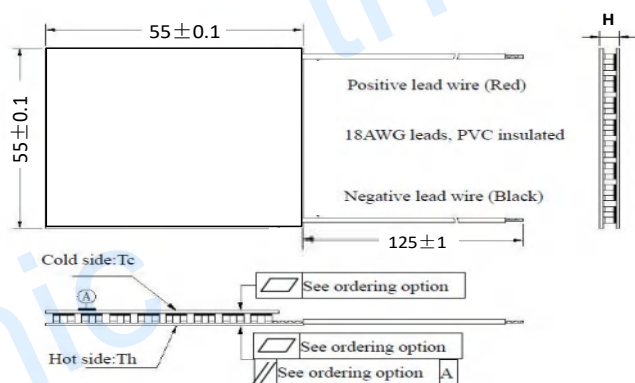 55±0.1
H
55±0.1
Positive lead wire (Red)
18AWG leads, PVC insulated
Negative lead wire (Black)
125±1
Cold side:Tc
A
See ordering option
Hot side:Th
See ordering option
See ordering option A